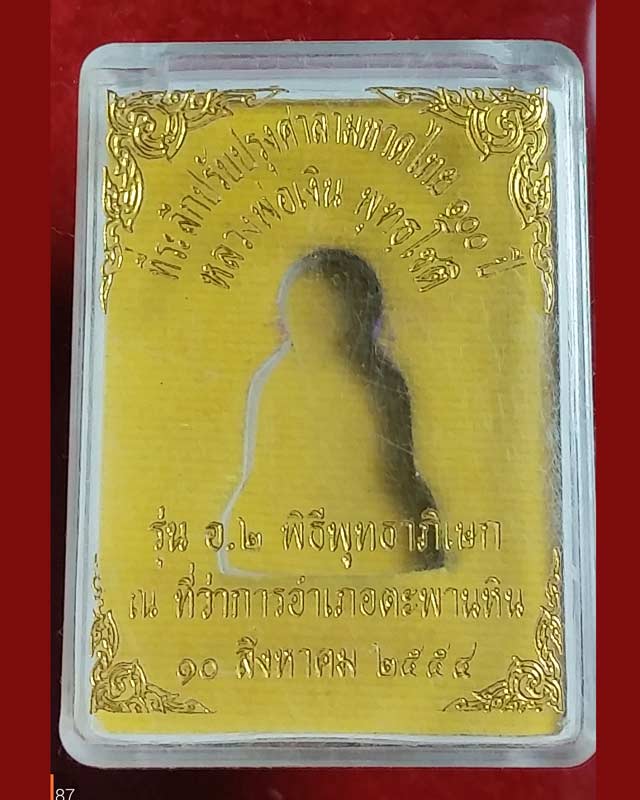 ที่ระลึกปรับปรุงศาลามหาดไทย ๑๐๐ ปี
หลวงพ่อเงิน พุทธโชติ
รุ่น อ.๒ พิธีพุทธาภิเษก
ณ ที่ว่าการอำเภอตะพานหิน
๑๐ สิงหาคม ๒๕๕๔
87